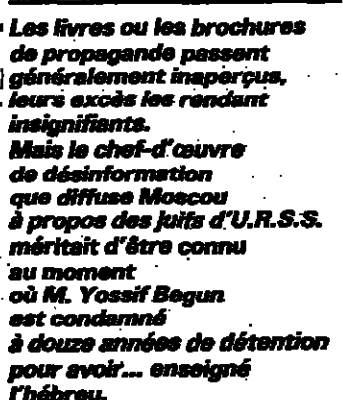 Les livres ou les brochures
de propagande passent
généralement inaperçus,
leurs excès les rendant
insignifiants.
Mais le chef-d'œuvre
de désinformation
que diffuse Moscou
à propos des juifs d'U.R.S.S.
méritait d'être connu
au moment
où M. Yossif Begun
est condamné
à douze années de détention
pour avoir... enseigné
l'hébreu.